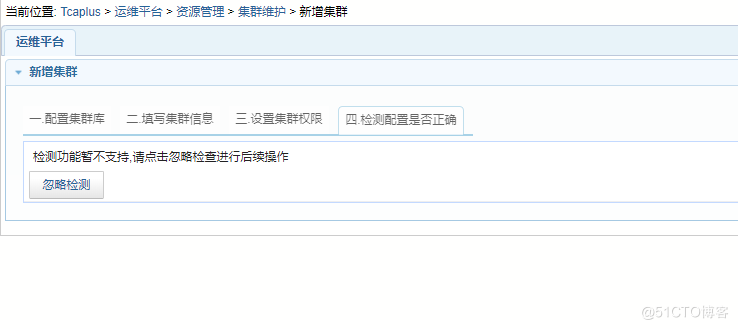 当前位置: Tcaplus > 运维平台 > 资源管理 > 集群维护 > 新增集群
运维平台
新增集群
一.配置集群库 二.填写集群信息 三.设置集群权限 四.检测配置是否正确
检测功能暂不支持,请点击忽略检查进行后续操作
忽略检测
@51CTO博客